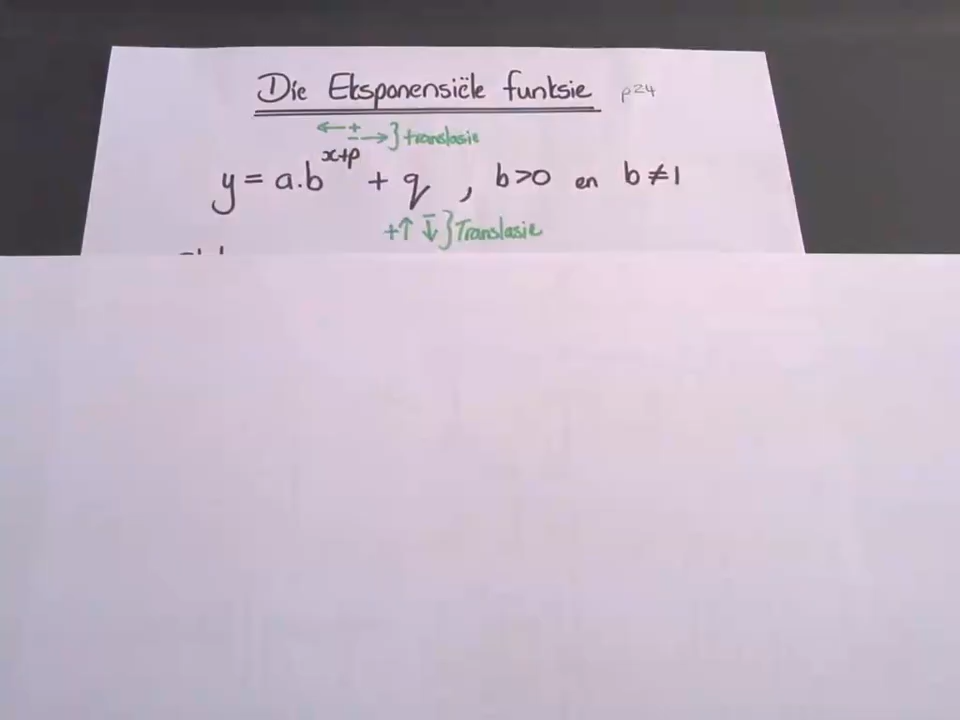 Die Eksponensiële funksie p24
← + - → } translasie
y = a.b^{x+p} + q , b>0 en b≠1
+↑ -↓ } Translasie